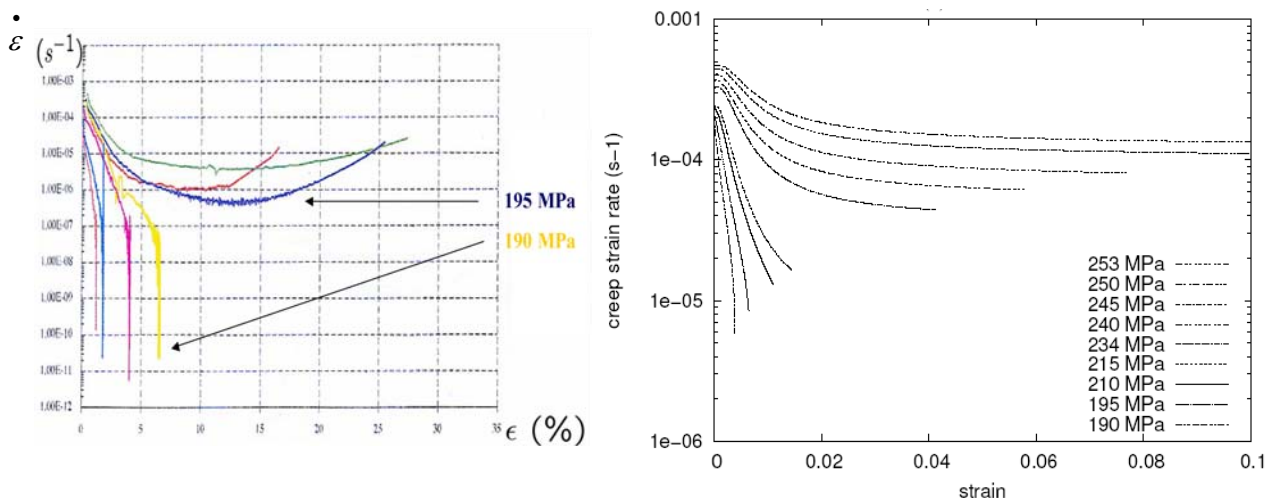 ε̇ (s⁻¹)
1.00E-03
1.00E-04
1.00E-05
1.00E-06
1.00E-07
1.00E-08
1.00E-09
1.00E-10
1.00E-11
1.00E-12
0 5 10 15 20 25 30 35
ϵ (%)
195 MPa
190 MPa
0.001
1e-04
1e-05
1e-06
creep strain rate (s−1)
253 MPa
250 MPa
245 MPa
240 MPa
234 MPa
215 MPa
210 MPa
195 MPa
190 MPa
0 0.02 0.04 0.06 0.08 0.1
strain